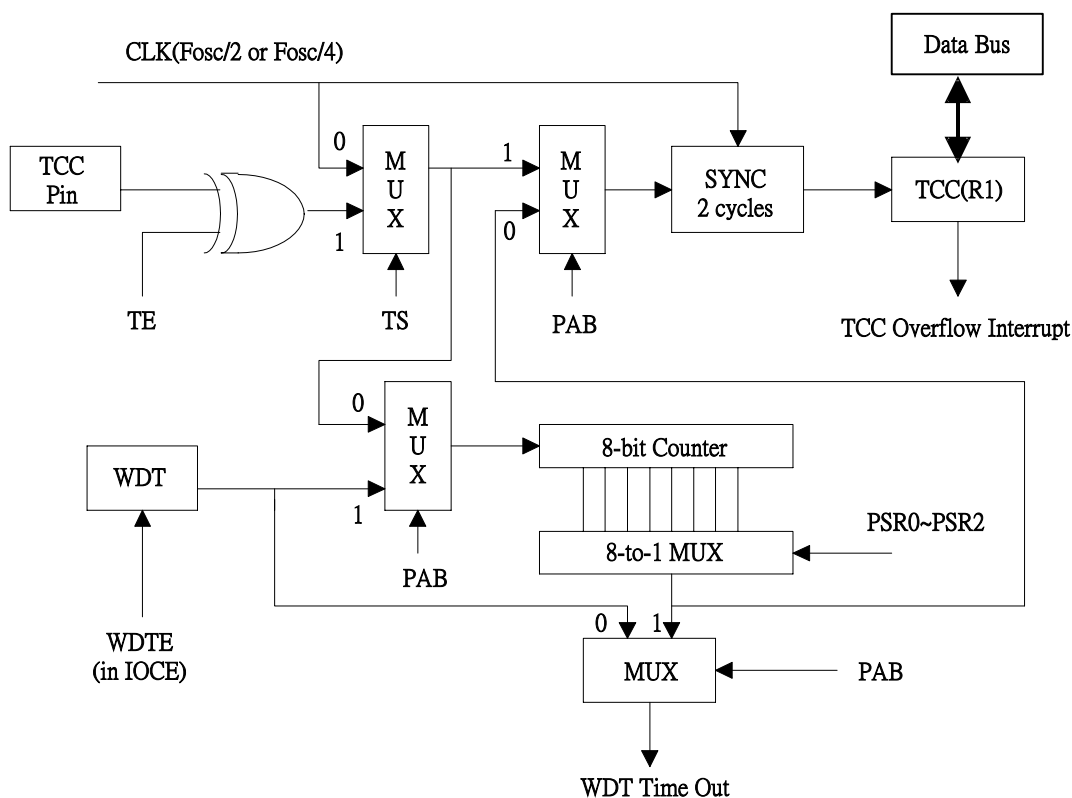 Data Bus
CLK(Fosc/2 or Fosc/4)
0
1
TCC
Pin
M
U
X
M
U
X
SYNC
2 cycles
TCC(R1)
1
0
TE
TS
PAB
TCC Overflow Interrupt
0
M
U
X
8-bit Counter
WDT
1
PSR0~PSR2
8-to-1 MUX
PAB
WDTE
(in IOCE)
0
1
MUX
PAB
WDT Time Out